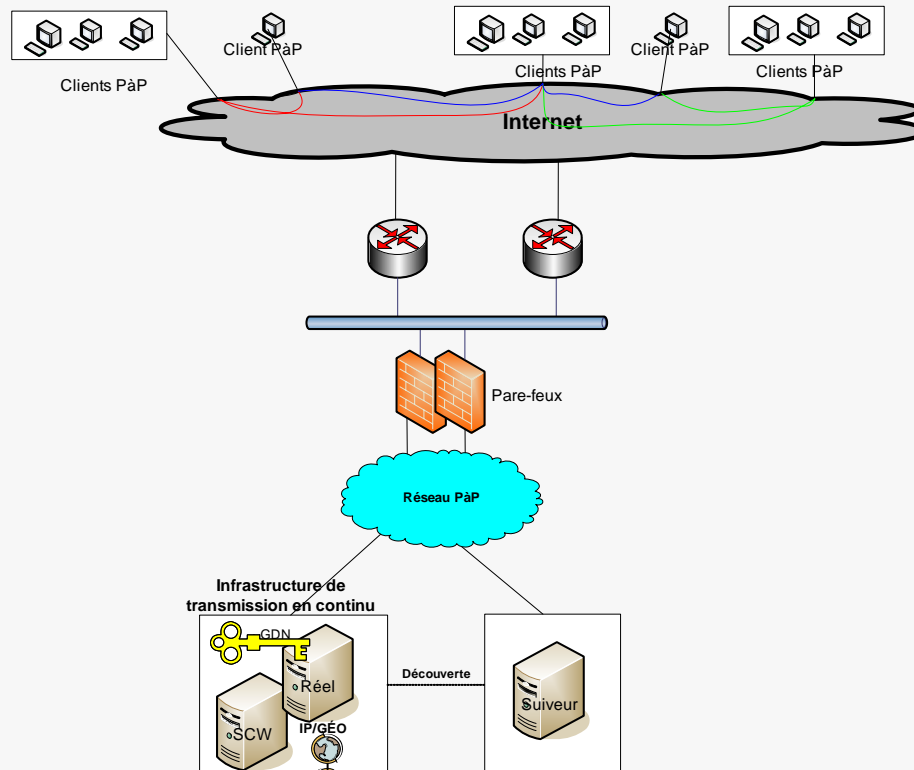 Client PàP
Client PàP
Clients PàP
Clients PàP
Clients PàP
Internet
Pare-feux
Réseau PàP
Infrastructure de
transmission en continu
GDN
Réel
Découverte
Suiveur
SCW
IP/GÉO